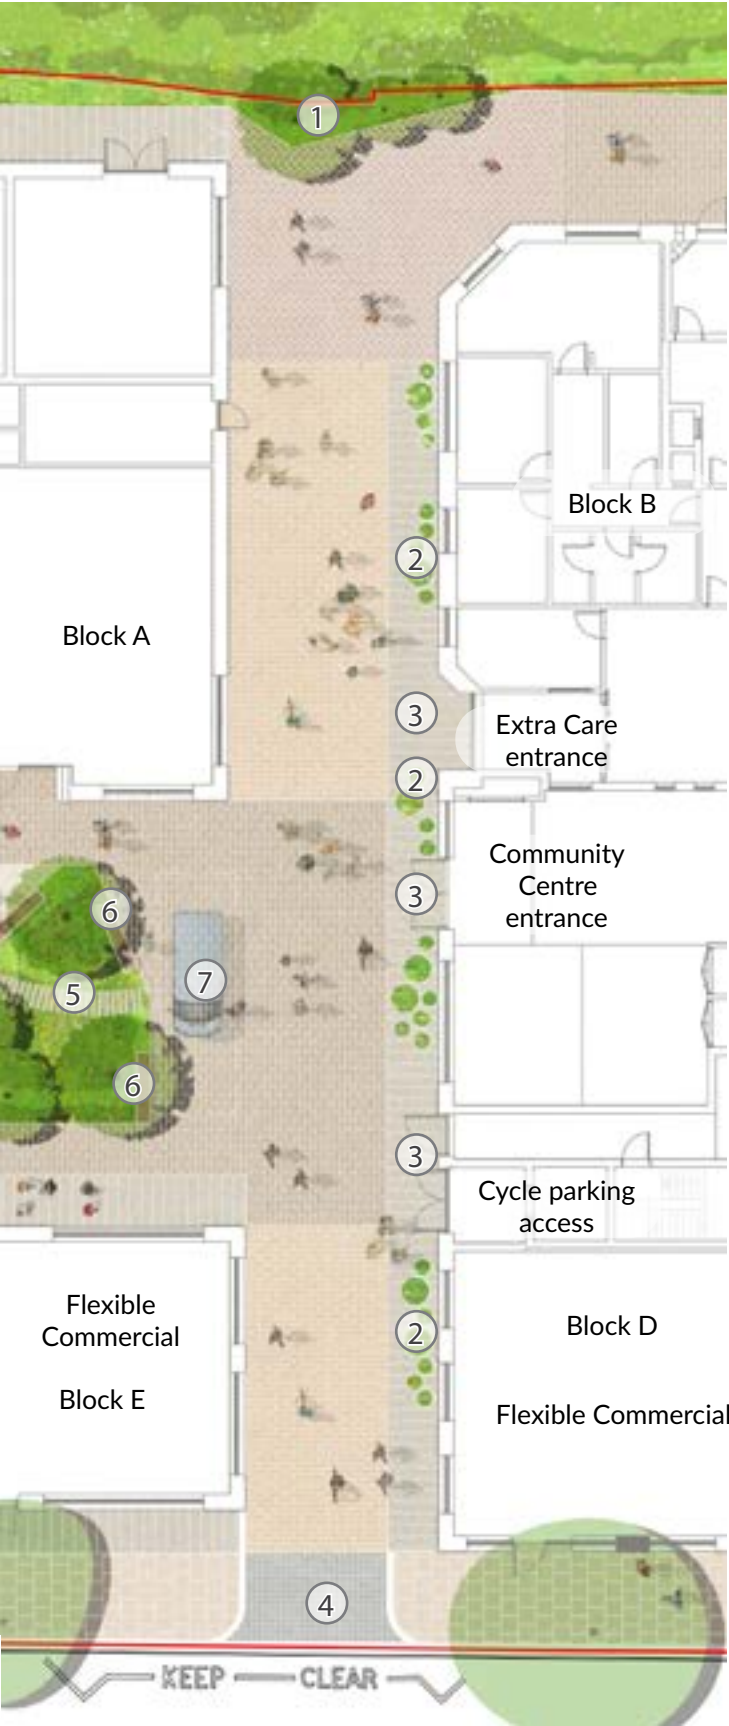 1
Block B
2
Block A
3
Extra Care
entrance
2
Community
Centre
entrance
3
6
7
5
6
3
Cycle parking
access
Flexible
Commercial
Block E
2
Block D
Flexible Commercial
4
KEEP CLEAR